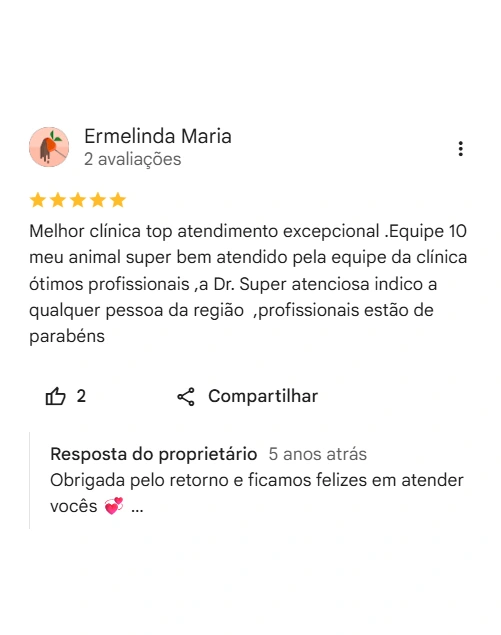 Ermelinda Maria
2 avaliações
Melhor clínica top atendimento excepcional .Equipe 10
meu animal super bem atendido pela equipe da clínica
ótimos profissionais ,a Dr. Super atenciosa indico a
qualquer pessoa da região  ,profissionais estão de
parabéns
2
Compartilhar
Resposta do proprietário 5 anos atrás
Obrigada pelo retorno e ficamos felizes em atender
vocês 💞 ...